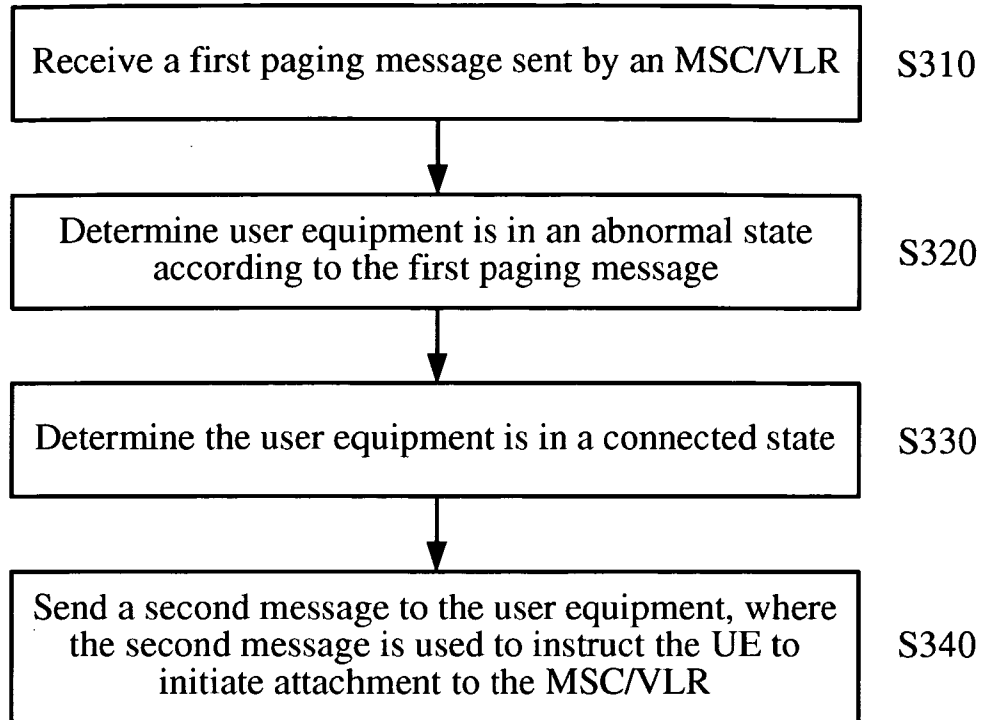 Receive a first paging message sent by an MSC/VLR
S310
Determine user equipment is in an abnormal state
according to the first paging message
S320
Determine the user equipment is in a connected state
S330
Send a second message to the user equipment, where
the second message is used to instruct the UE to
initiate attachment to the MSC/VLR
S340